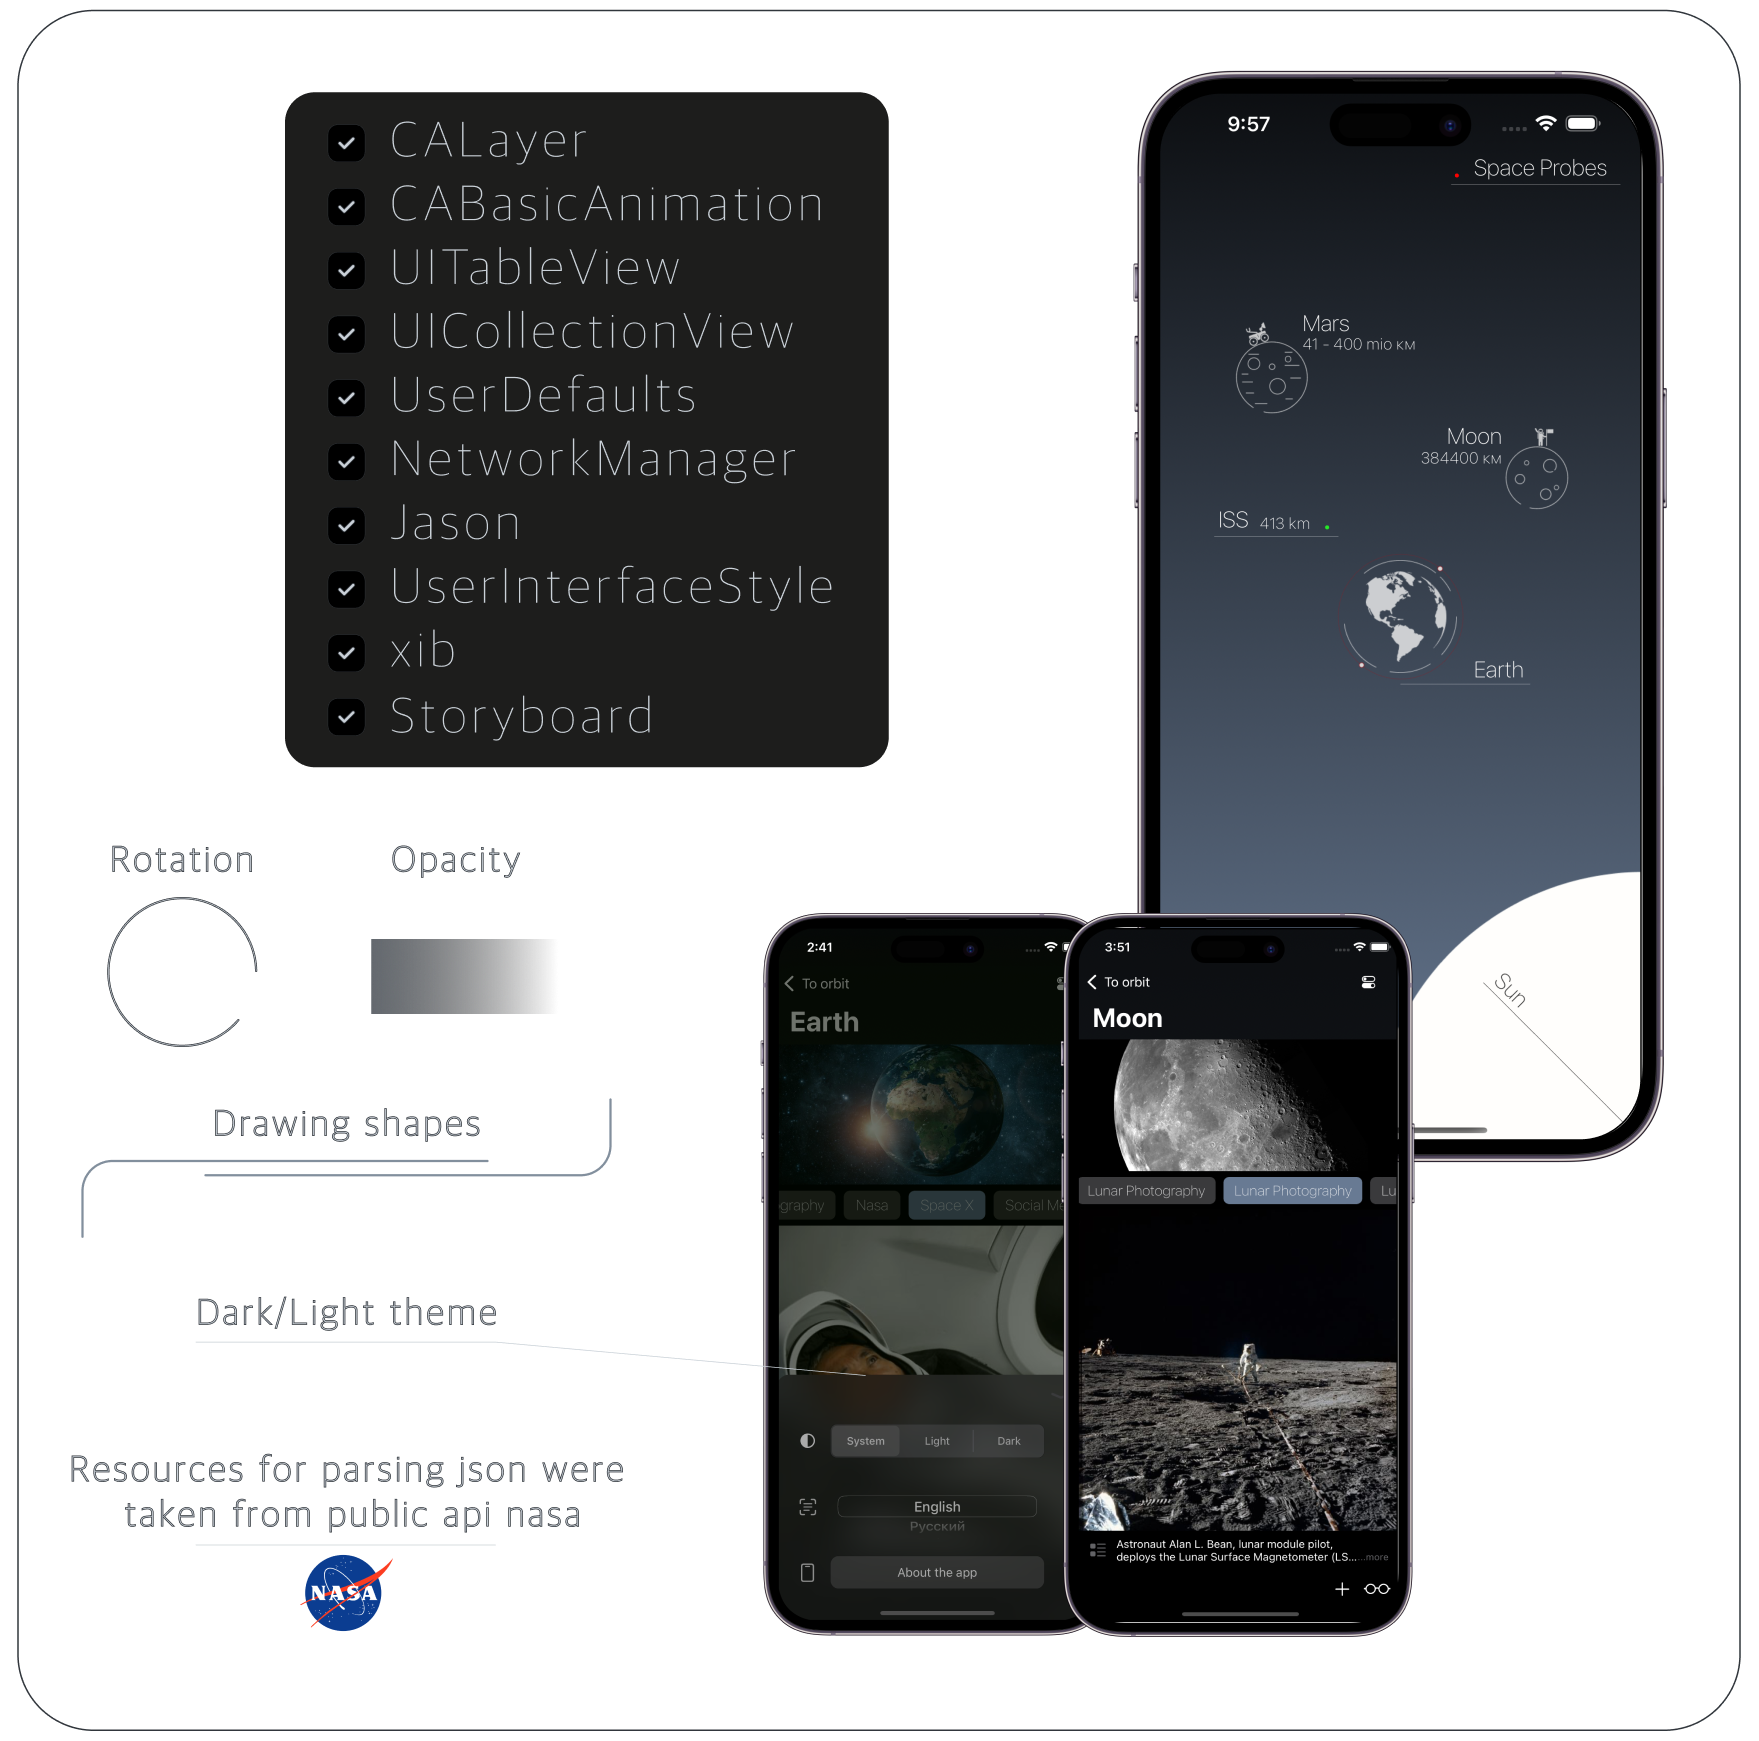 CALayer
CABasicAnimation
UITableView
UICollectionView
UserDefaults
NetworkManager
Jason
UserInterfaceStyle
xib
Storyboard
Rotation
Opacity
Drawing shapes
Dark/Light theme
Resources for parsing json were
taken from public api nasa
NASA
9:57
Space Probes
Mars
41 - 400 mio км
Moon
384400 км
ISS 413 km
Earth
Sun
2:41
To orbit
Earth
ography
Nasa
Space X
Social Me
System
Light
Dark
English
Русский
About the app
3:51
To orbit
Moon
Lunar Photography
Lunar Photography
Lu
Astronaut Alan L. Bean, lunar module pilot,
deploys the Lunar Surface Magnetometer (LS... ...more